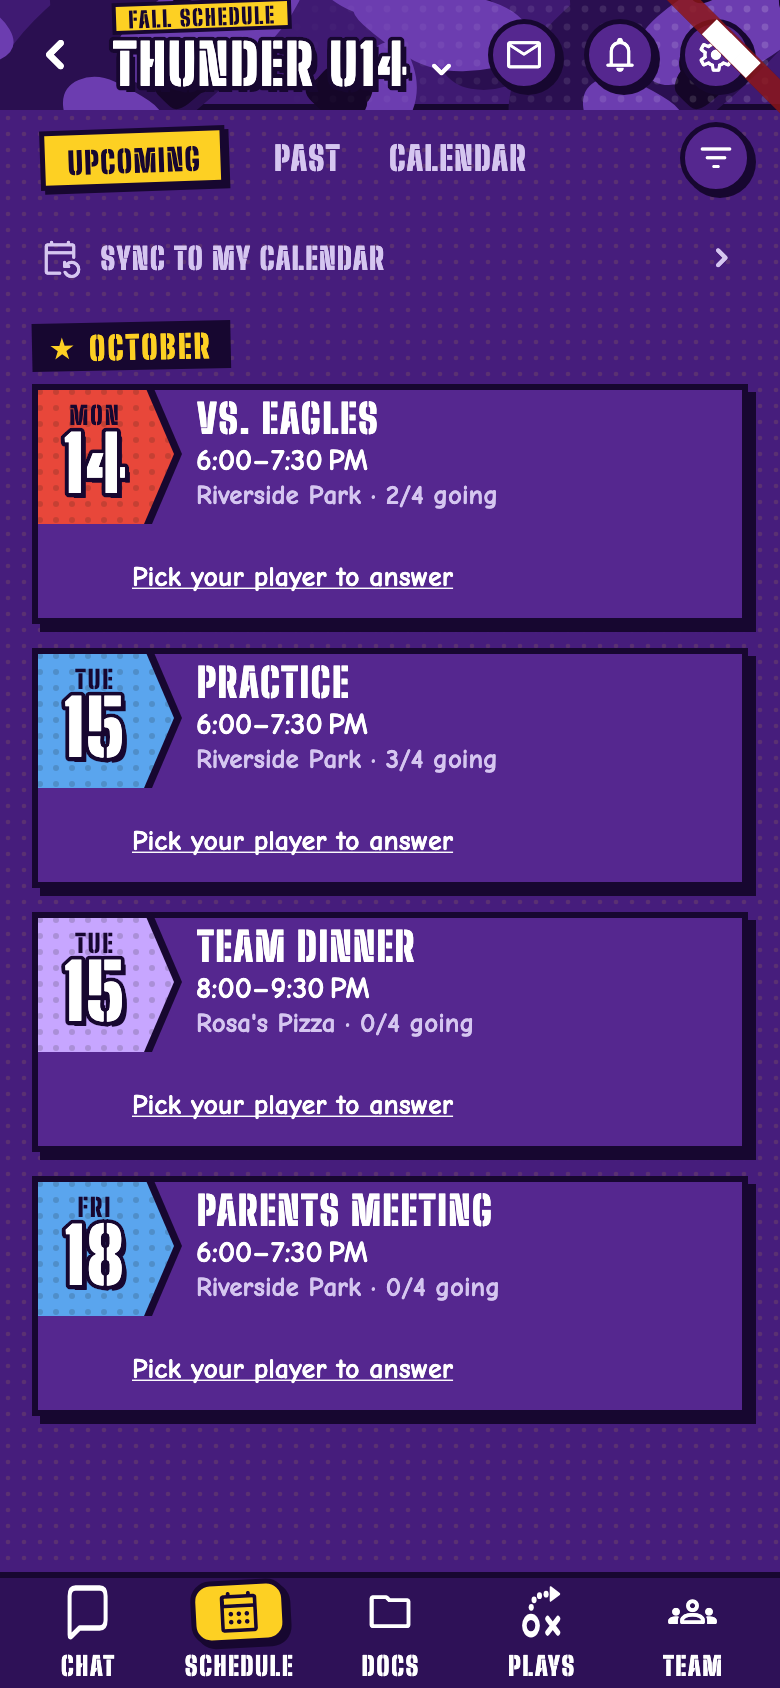 FALL SCHEDULE
THUNDER U14
UPCOMING
PAST
CALENDAR
SYNC TO MY CALENDAR
★ OCTOBER
MON
14
VS. EAGLES
6:00–7:30 PM
Riverside Park · 2/4 going
Pick your player to answer
TUE
15
PRACTICE
6:00–7:30 PM
Riverside Park · 3/4 going
Pick your player to answer
TUE
15
TEAM DINNER
8:00–9:30 PM
Rosa's Pizza · 0/4 going
Pick your player to answer
FRI
18
PARENTS MEETING
6:00–7:30 PM
Riverside Park · 0/4 going
Pick your player to answer
CHAT
SCHEDULE
DOCS
PLAYS
TEAM